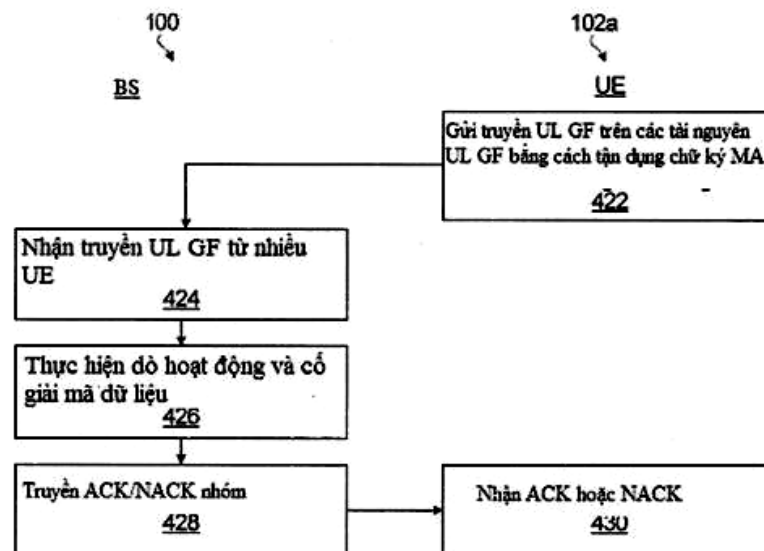 100
102a
BS
UE
Gửi truyền UL GF trên các tài nguyên
UL GF bằng cách tận dụng chữ ký MA
422
Nhận truyền UL GF từ nhiều
UE
424
Thực hiện dò hoạt động và cố
giải mã dữ liệu
426
Truyền ACK/NACK nhóm
428
Nhận ACK hoặc NACK
430